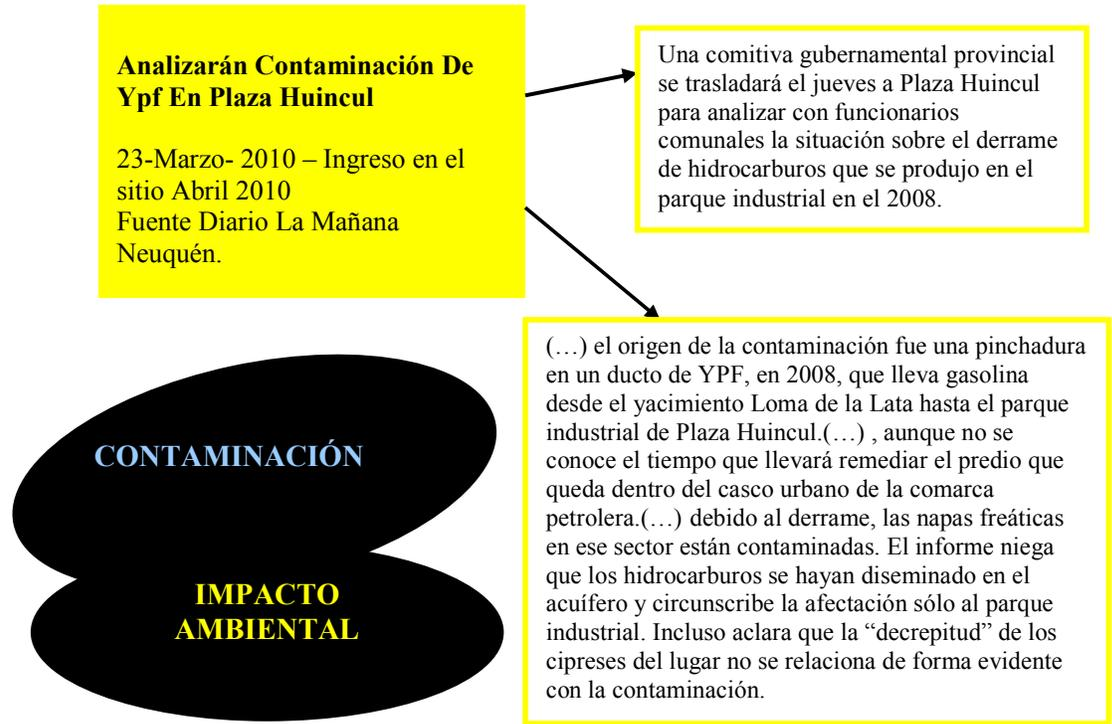 Analizarán Contaminación De
Ypf En Plaza Huincul
23-Marzo- 2010 – Ingreso en el
sitio Abril 2010
Fuente Diario La Mañana
Neuquén.
Una comitiva gubernamental provincial
se trasladará el jueves a Plaza Huincul
para analizar con funcionarios
comunales la situación sobre el derrame
de hidrocarburos que se produjo en el
parque industrial en el 2008.
(…) el origen de la contaminación fue una pinchadura
en un ducto de YPF, en 2008, que lleva gasolina
desde el yacimiento Loma de la Lata hasta el parque
industrial de Plaza Huincul.(…) , aunque no se
conoce el tiempo que llevará remediar el predio que
queda dentro del casco urbano de la comarca
petrolera.(…) debido al derrame, las napas freáticas
en ese sector están contaminadas. El informe niega
que los hidrocarburos se hayan diseminado en el
acuífero y circunscribe la afectación sólo al parque
industrial. Incluso aclara que la “decrepitud” de los
cipreses del lugar no se relaciona de forma evidente
con la contaminación.
CONTAMINACIÓN
IMPACTO
AMBIENTAL